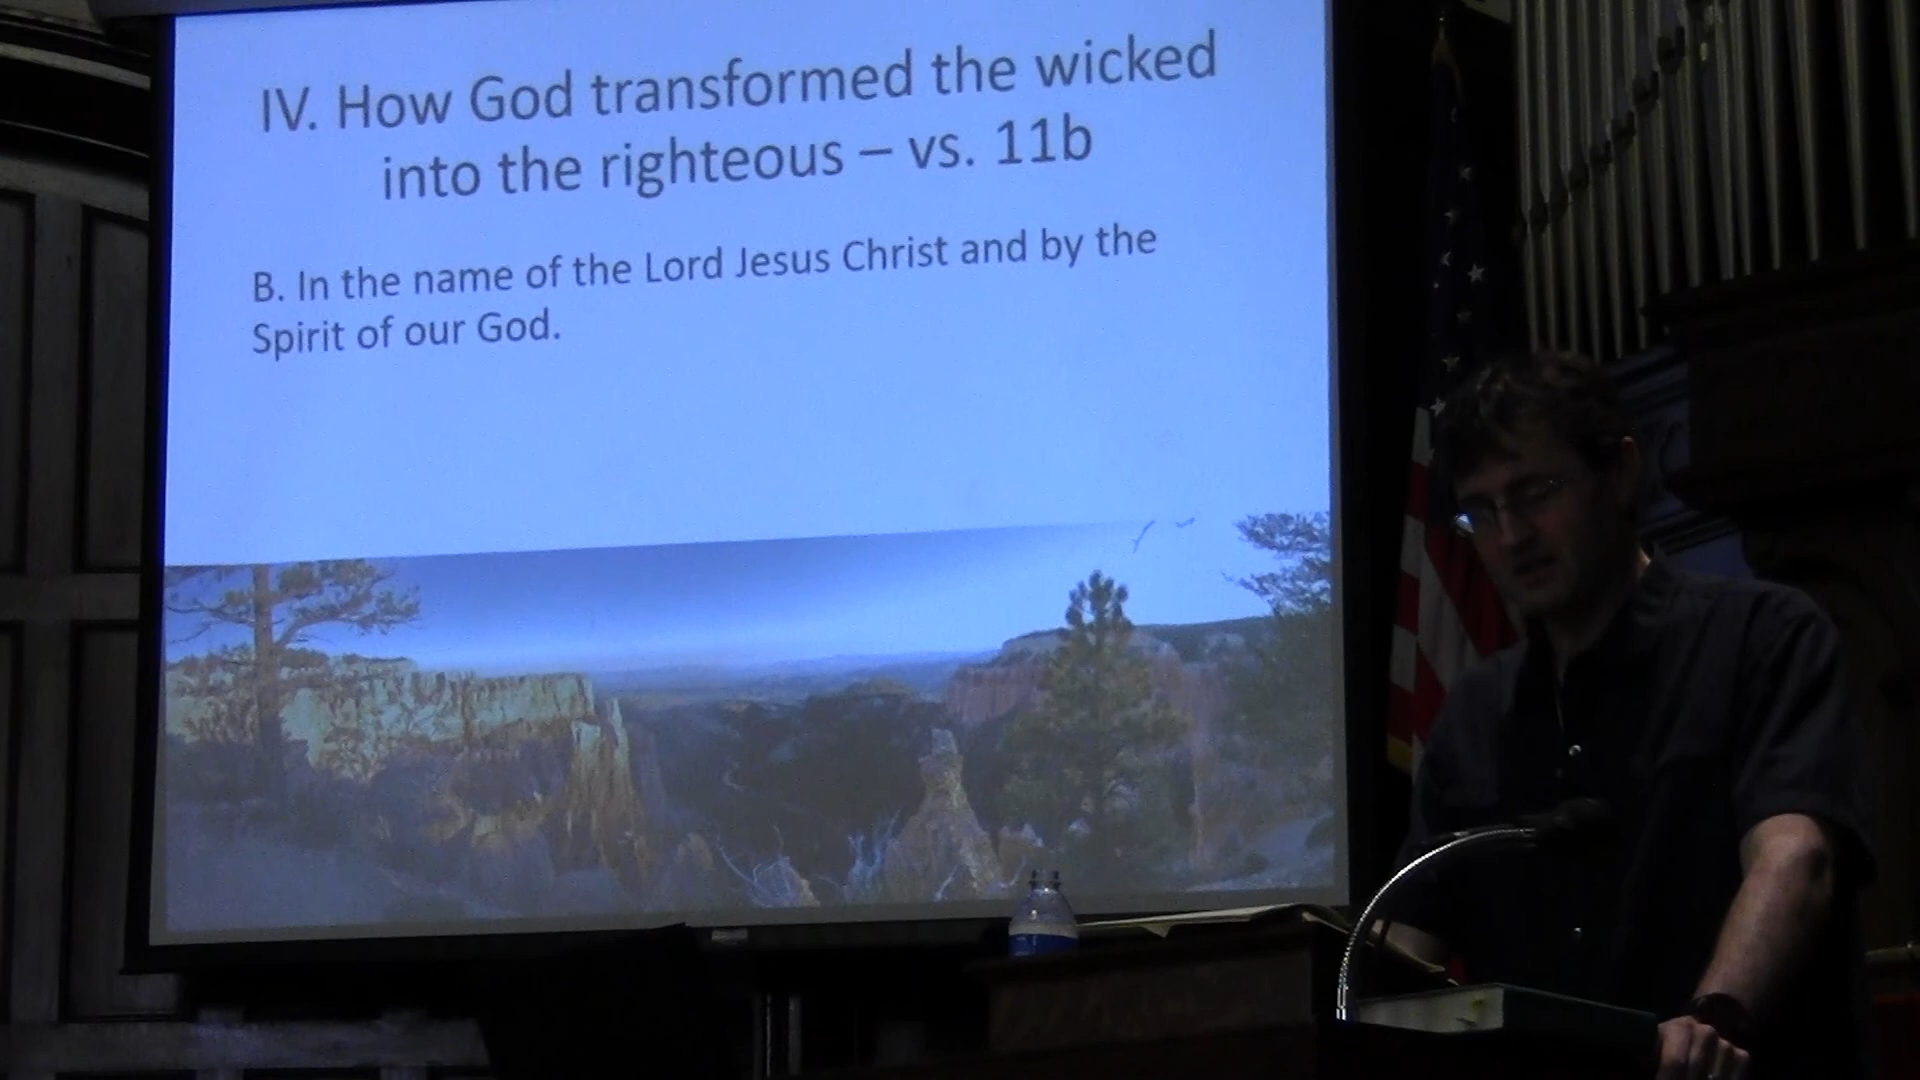 IV. How God transformed the wicked
into the righteous – vs. 11b
B. In the name of the Lord Jesus Christ and by the
Spirit of our God.